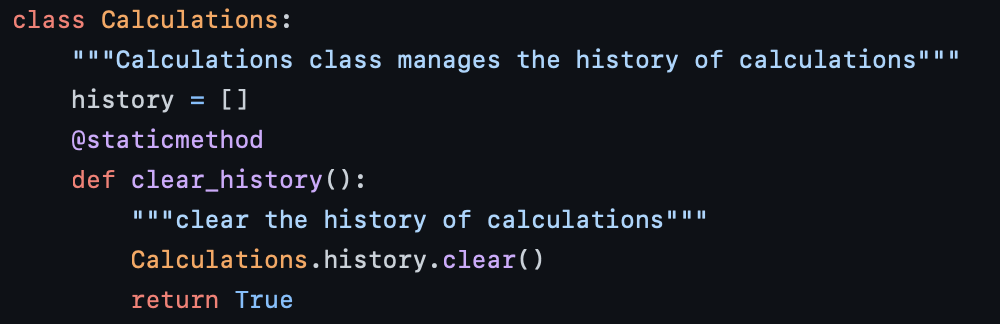 class Calculations:
    """Calculations class manages the history of calculations"""
    history = []
    @staticmethod
    def clear_history():
        """clear the history of calculations"""
        Calculations.history.clear()
        return True